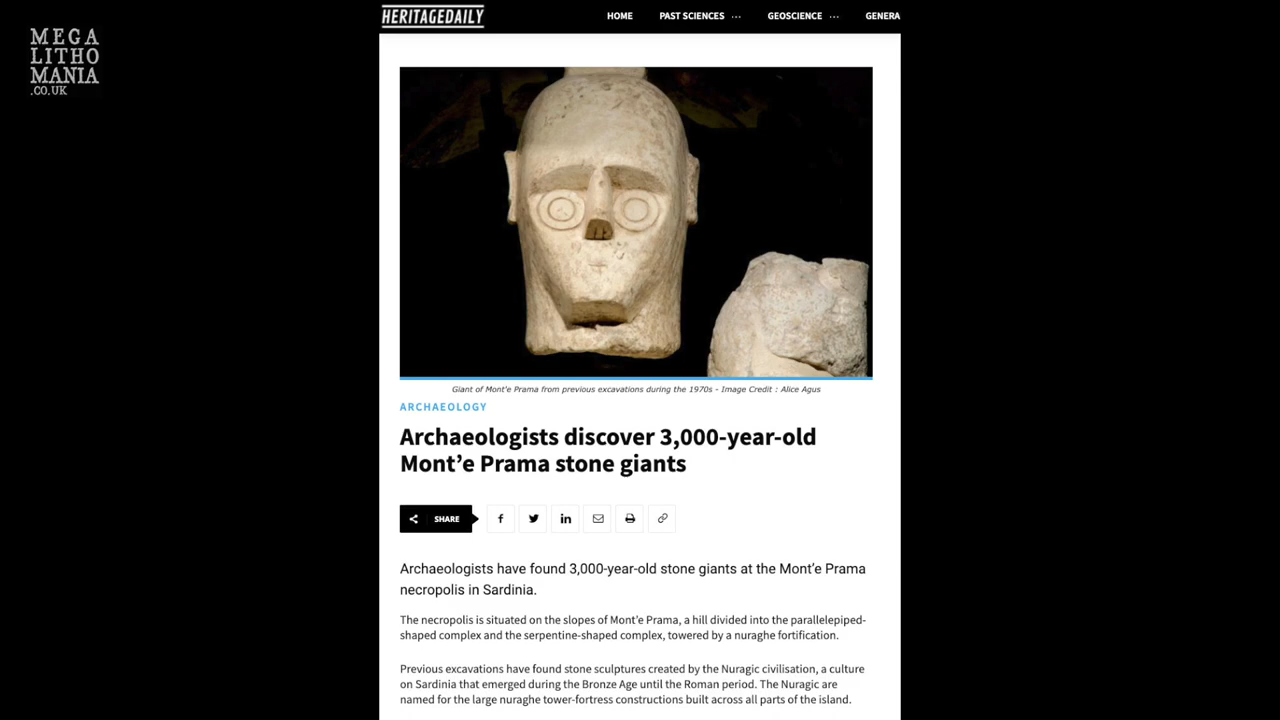 MEGA
LITHO
MANIA
.CO.UK
HERITAGEDAILY
HOME PAST SCIENCES ··· GEOSCIENCE ··· GENERA
Giant of Mont'e Prama from previous excavations during the 1970s - Image Credit : Alice Agus
ARCHAEOLOGY
Archaeologists discover 3,000-year-old
Mont’e Prama stone giants
SHARE
Archaeologists have found 3,000-year-old stone giants at the Mont’e Prama
necropolis in Sardinia.
The necropolis is situated on the slopes of Mont’e Prama, a hill divided into the parallelepiped-
shaped complex and the serpentine-shaped complex, towered by a nuraghe fortification.
Previous excavations have found stone sculptures created by the Nuragic civilisation, a culture
on Sardinia that emerged during the Bronze Age until the Roman period. The Nuragic are
named for the large nuraghe tower-fortress constructions built across all parts of the island.